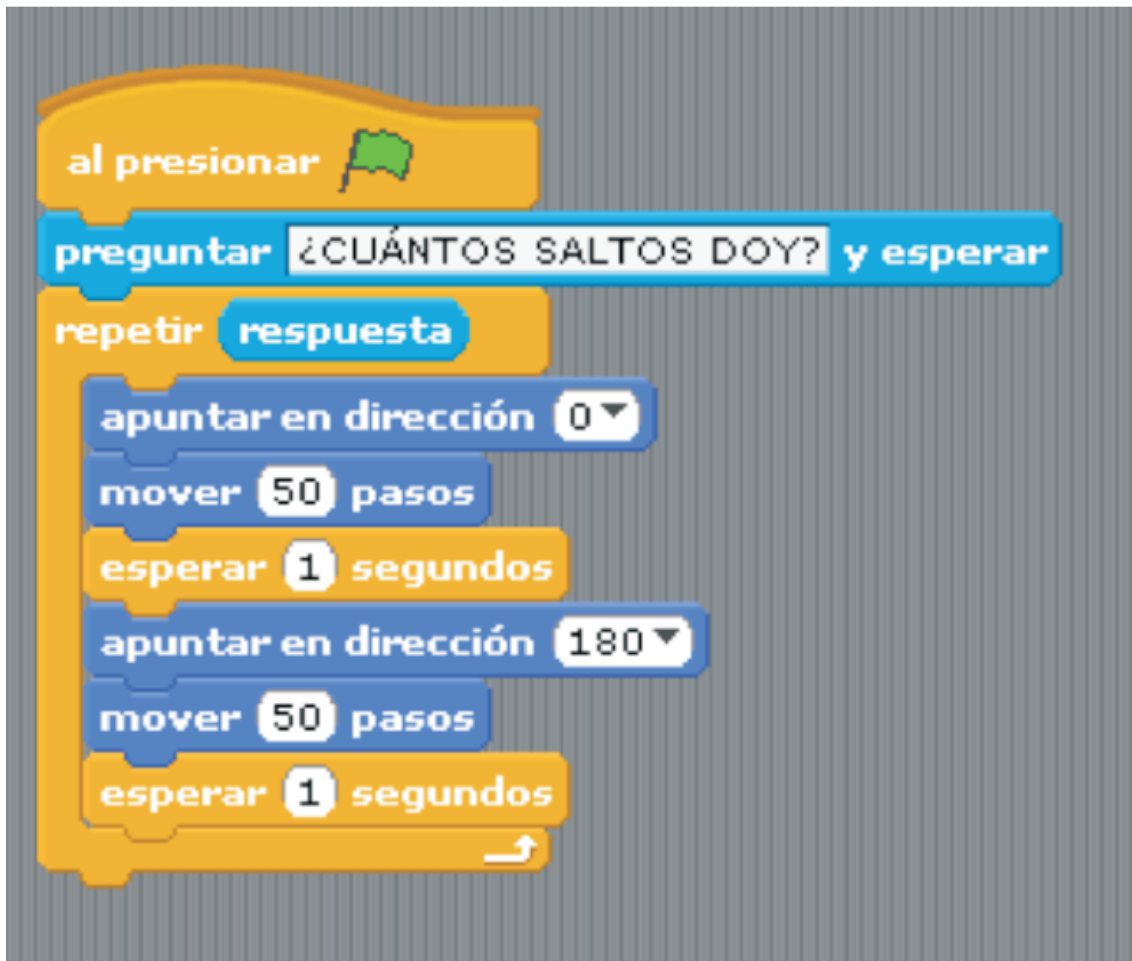 al presionar
preguntar ¿CUÁNTOS SALTOS DOY? y esperar
repetir respuesta
apuntar en dirección 0
mover 50 pasos
esperar 1 segundos
apuntar en dirección 180
mover 50 pasos
esperar 1 segundos